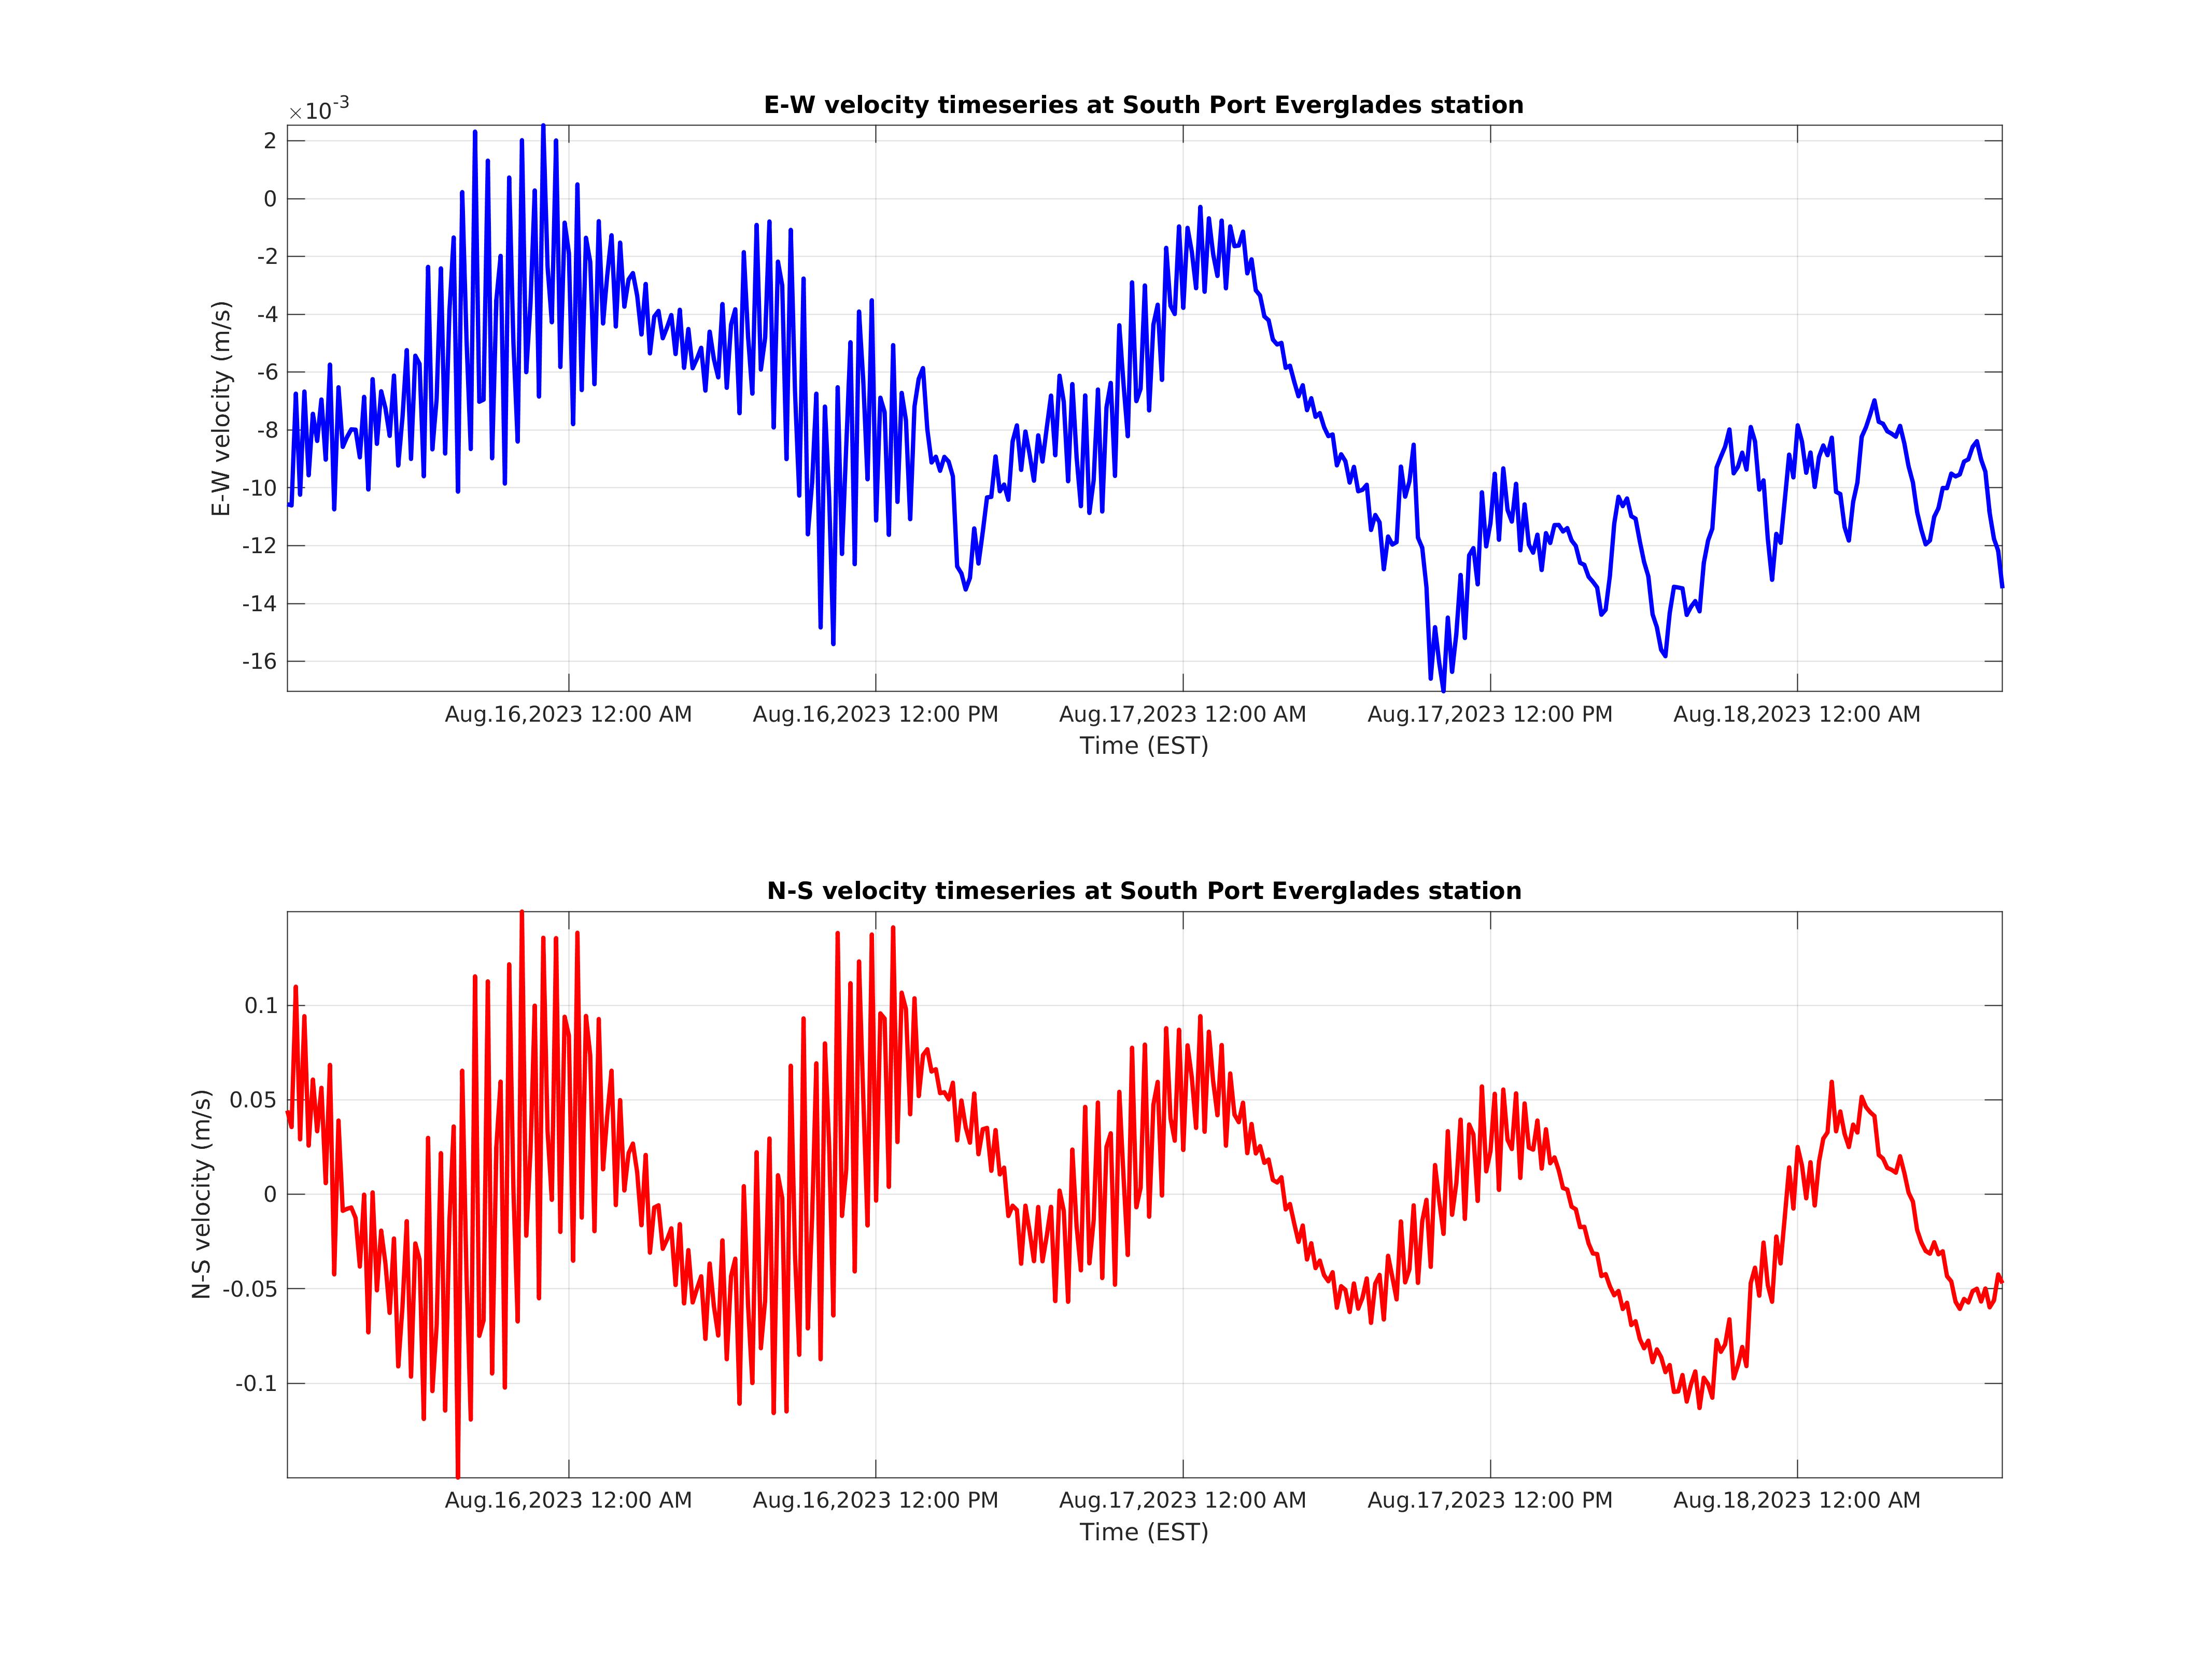 ×10-3
E-W velocity timeseries at South Port Everglades station
2
0
-2
-4
-6
-8
-10
-12
-14
-16
E-W velocity (m/s)
Aug.16,2023 12:00 AM Aug.16,2023 12:00 PM Aug.17,2023 12:00 AM Aug.17,2023 12:00 PM Aug.18,2023 12:00 AM
Time (EST)
N-S velocity timeseries at South Port Everglades station
0.1
0.05
0
-0.05
-0.1
N-S velocity (m/s)
Aug.16,2023 12:00 AM Aug.16,2023 12:00 PM Aug.17,2023 12:00 AM Aug.17,2023 12:00 PM Aug.18,2023 12:00 AM
Time (EST)